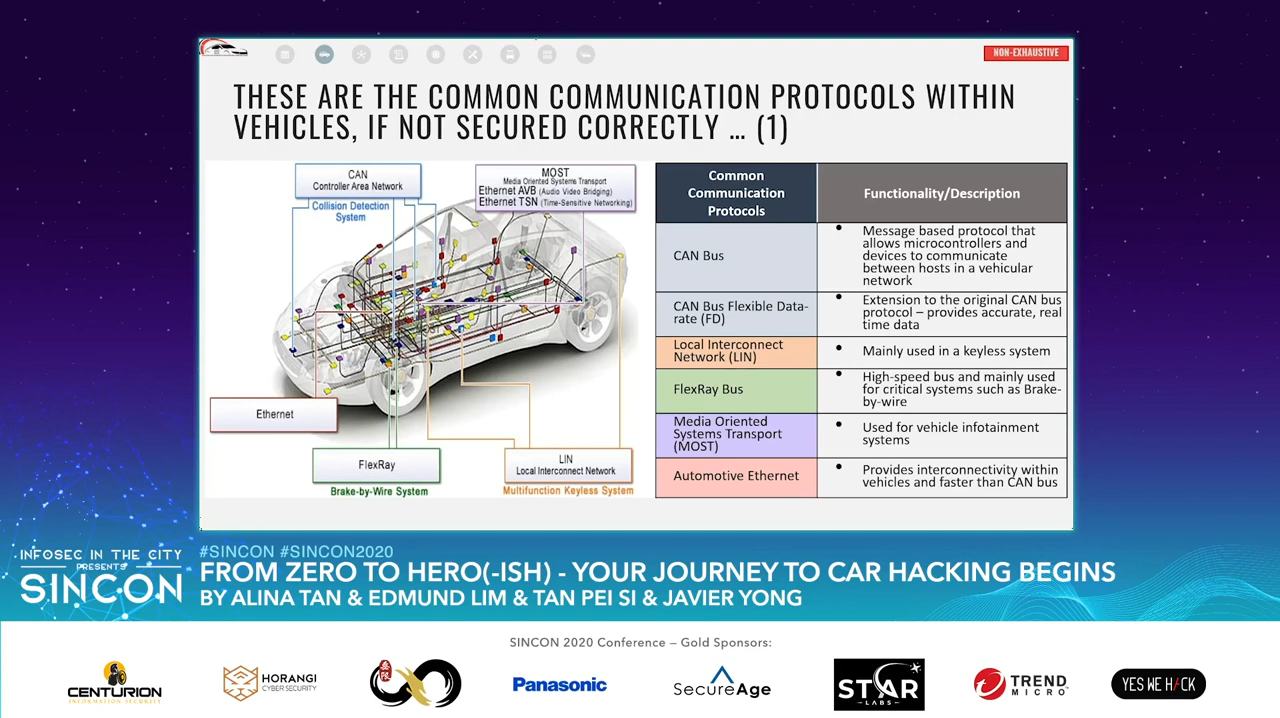 NON-EXHAUSTIVE
THESE ARE THE COMMON COMMUNICATION PROTOCOLS WITHIN
VEHICLES, IF NOT SECURED CORRECTLY … (1)
CAN
Controller Area Network
Collision Detection
System
MOST
Media Oriented Systems Transport
Ethernet AVB (Audio Video Bridging)
Ethernet TSN (Time-Sensitive Networking)
Ethernet
FlexRay
Brake-by-Wire System
LIN
Local Interconnect Network
Multifunction Keyless System
Common
Communication
Protocols
Functionality/Description
CAN Bus
• Message based protocol that
allows microcontrollers and
devices to communicate
between hosts in a vehicular
network
CAN Bus Flexible Data-
rate (FD)
• Extension to the original CAN bus
protocol – provides accurate, real
time data
Local Interconnect
Network (LIN)
• Mainly used in a keyless system
FlexRay Bus
• High-speed bus and mainly used
for critical systems such as Brake-
by-wire
Media Oriented
Systems Transport
(MOST)
• Used for vehicle infotainment
systems
Automotive Ethernet
• Provides interconnectivity within
vehicles and faster than CAN bus
INFOSEC IN THE CITY
PRESENTS
SINCON
#SINCON #SINCON2020
FROM ZERO TO HERO(-ISH) - YOUR JOURNEY TO CAR HACKING BEGINS
BY ALINA TAN & EDMUND LIM & TAN PEI SI & JAVIER YONG
SINCON 2020 Conference – Gold Sponsors:
CENTURION
INFORMATION SECURITY
HORANGI
CYBER SECURITY
Panasonic
SecureAge
STAR
LABS
TREND
MICRO
YES WE H/CK